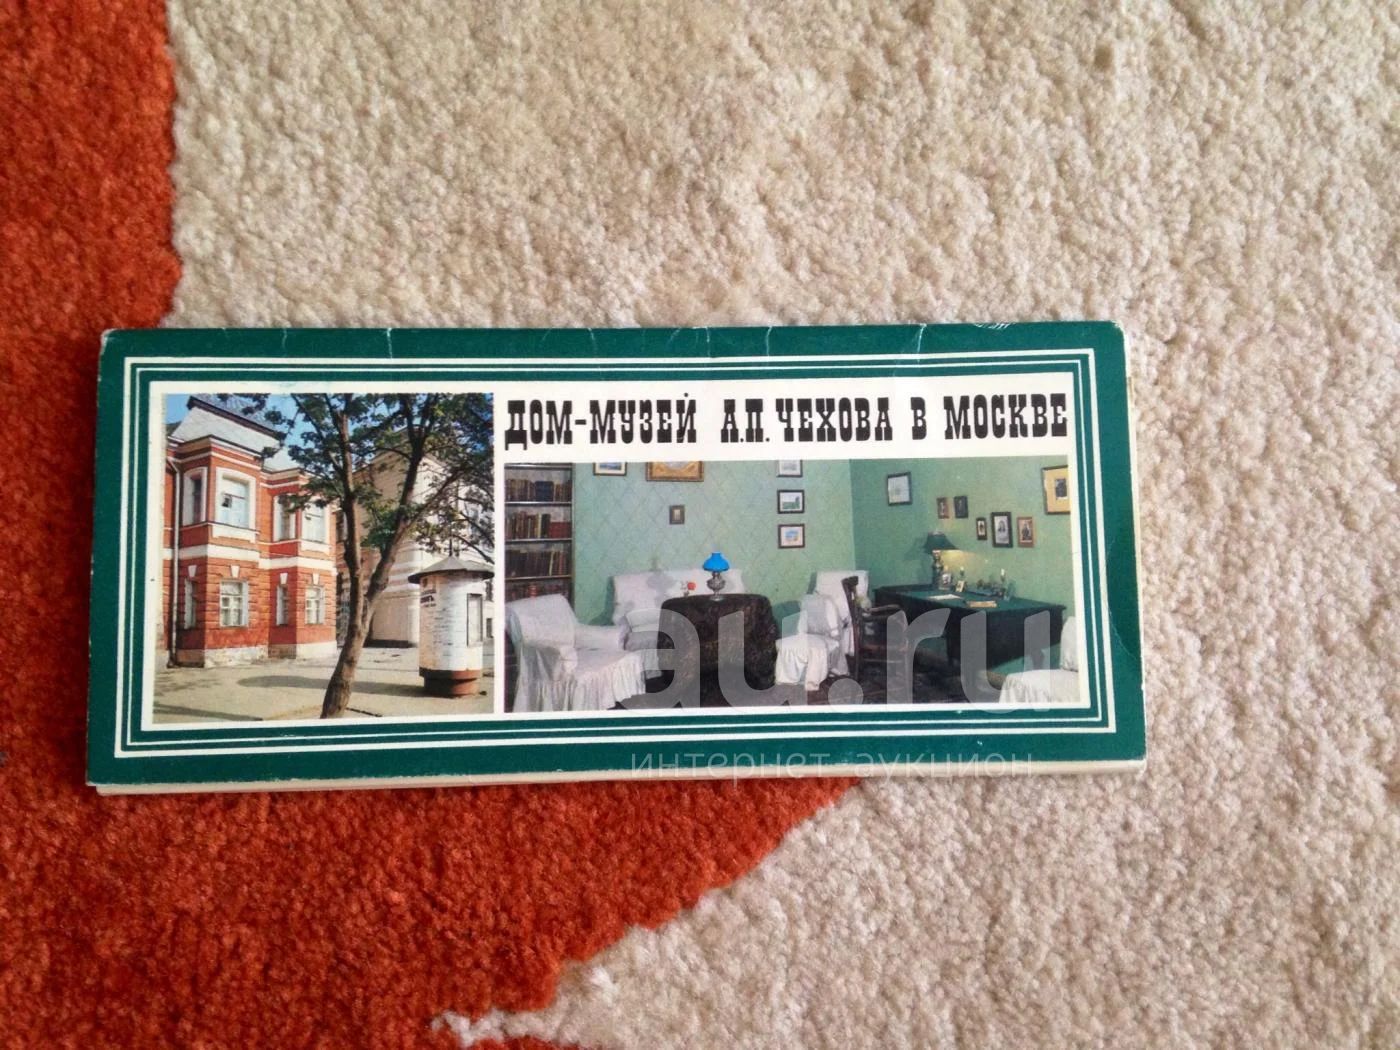 ДОМ-МУЗЕЙ А.П. ЧЕХОВА В МОСКВЕ
au.ru
интернет-аукцион